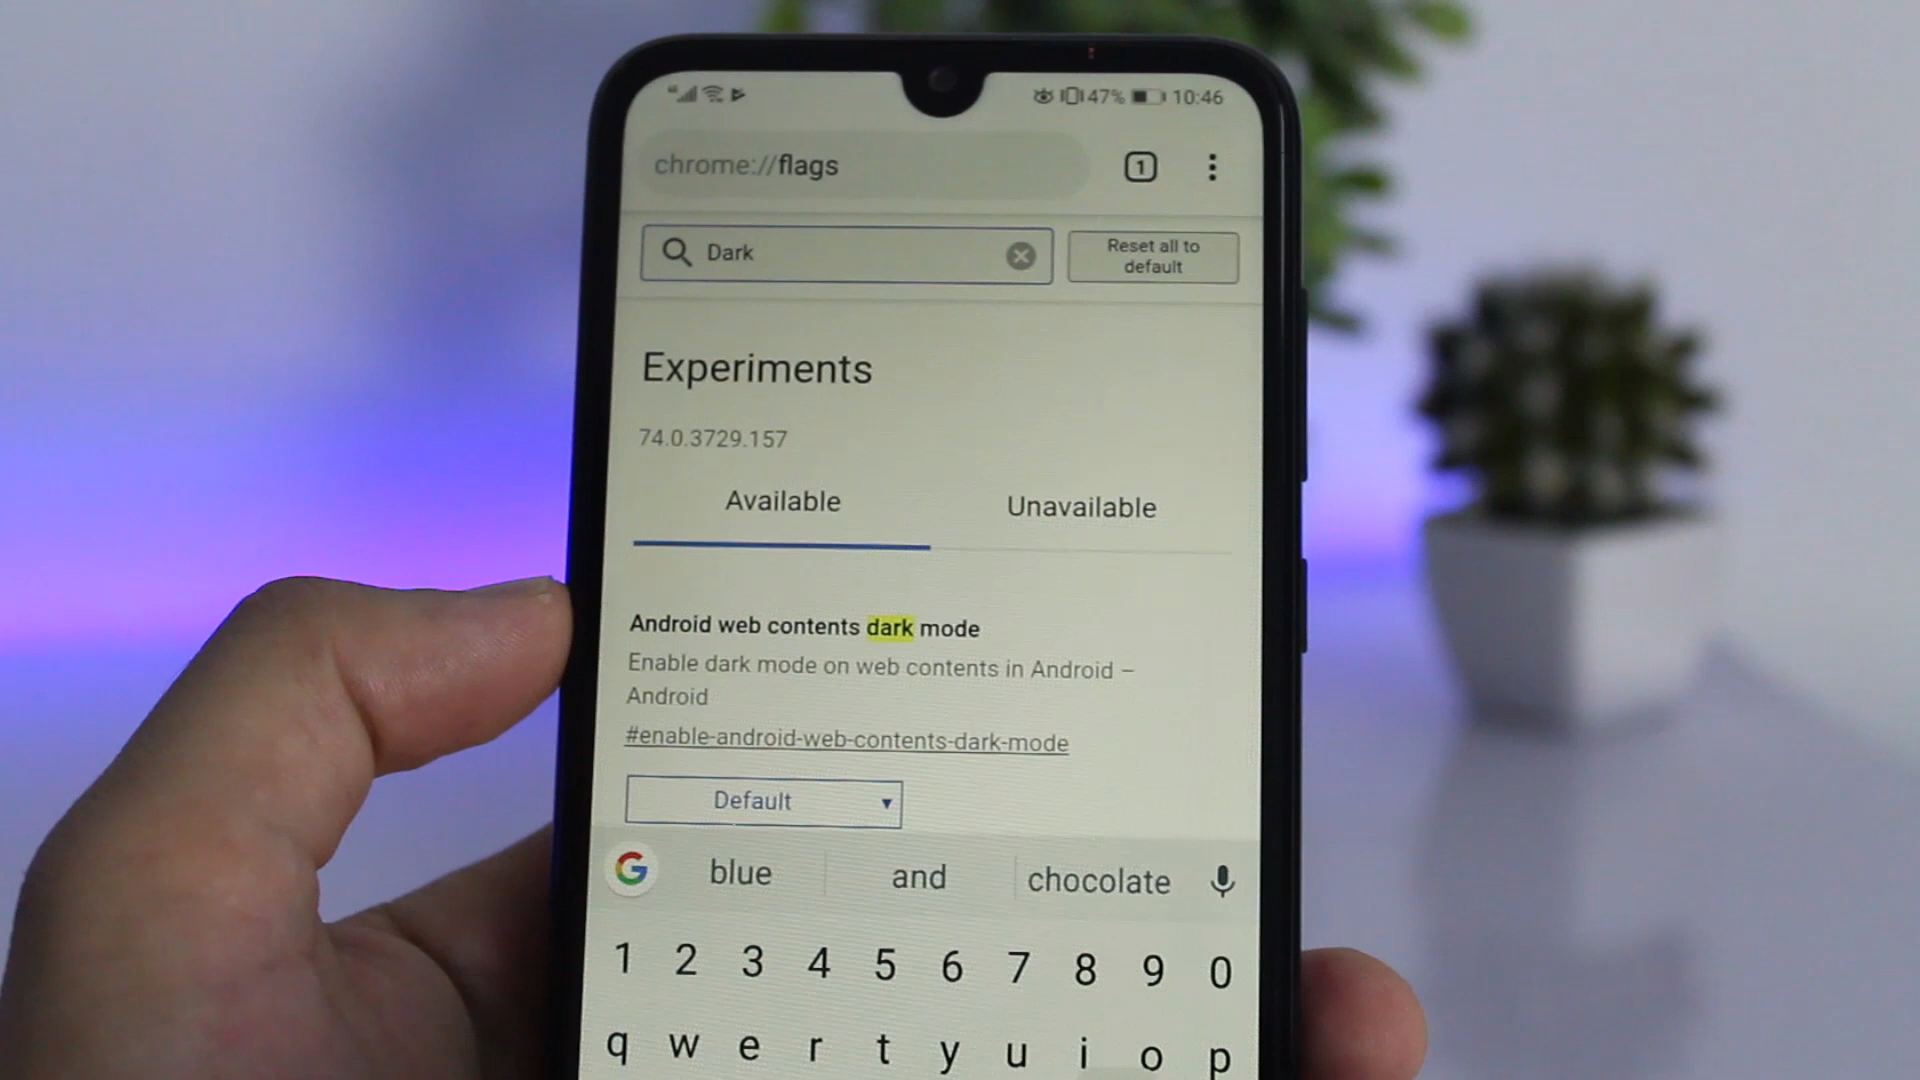 47% 10:46
chrome://flags 1
Dark
Reset all to
default
Experiments
74.0.3729.157
Available Unavailable
Android web contents dark mode
Enable dark mode on web contents in Android –
Android
#enable-android-web-contents-dark-mode
Default
G blue and chocolate
1 2 3 4 5 6 7 8 9 0
q w e r t y u i o p